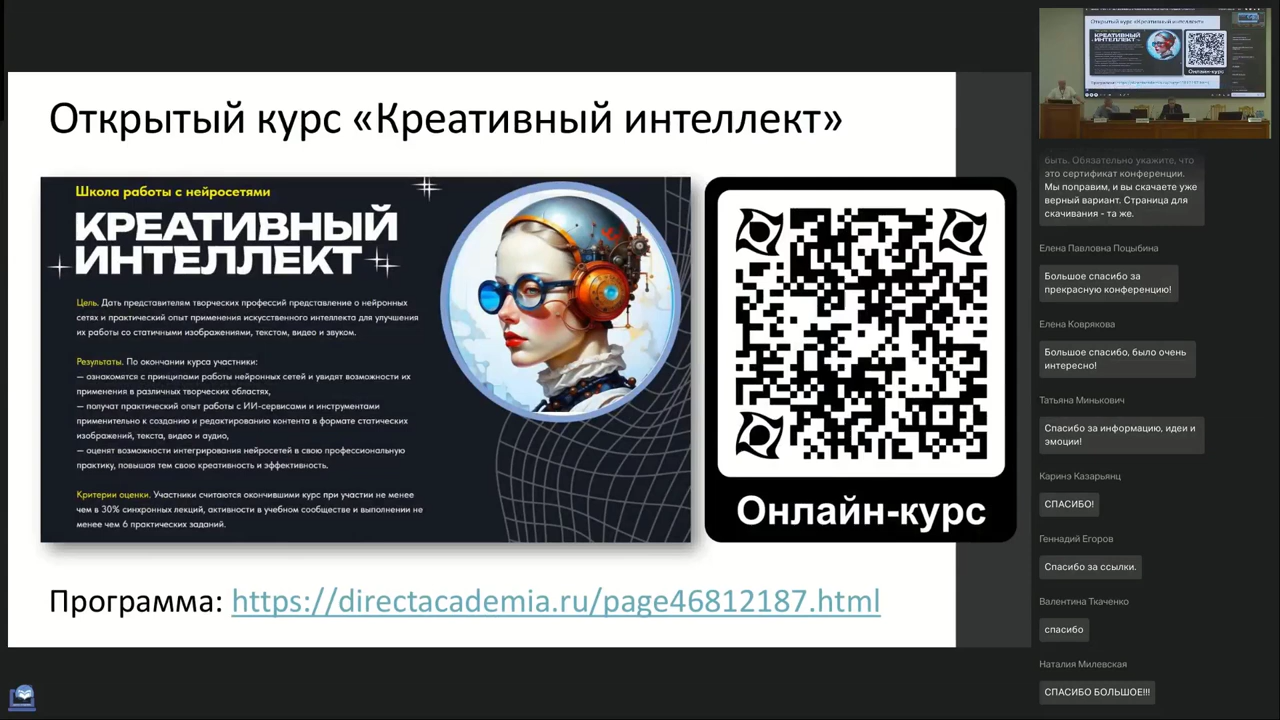 Открытый курс «Креативный интеллект»
Школа работы с нейросетями
КРЕАТИВНЫЙ
ИНТЕЛЛЕКТ
Цель. Дать представителям творческих профессий представление о нейронных
сетях и практический опыт применения искусственного интеллекта для улучшения
их работы со статичными изображениями, текстом, видео и звуком.
Результаты. По окончании курса участники:
— ознакомятся с принципами работы нейронных сетей и увидят возможности их
применения в различных творческих областях,
— получат практический опыт работы с ИИ-сервисами и инструментами
применительно к созданию и редактированию контента в формате статических
изображений, текста, видео и аудио,
— оценят возможности интегрирования нейросетей в свою профессиональную
практику, повышая тем свою креативность и эффективность.
Критерии оценки. Участники считаются окончившими курс при участии не менее
чем в 30% синхронных лекций, активности в учебном сообществе и выполнении не
менее чем 6 практических заданий.
Онлайн-курс
Программа: https://directacademia.ru/page46812187.html
Открытый курс «Креативный интеллект»
КРЕАТИВНЫЙ
ИНТЕЛЛЕКТ
Онлайн-курс
быть. Обязательно укажите, что
это сертификат конференции.
Мы поправим, и вы скачаете уже
верный вариант. Страница для
скачивания - та же.
Елена Павловна Поцыбина
Большое спасибо за
прекрасную конференцию!
Елена Коврякова
Большое спасибо, было очень
интересно!
Татьяна Минькович
Спасибо за информацию, идеи и
эмоции!
Каринэ Казарьянц
СПАСИБО!
Геннадий Егоров
Спасибо за ссылки.
Валентина Ткаченко
спасибо
Наталия Милевская
СПАСИБО БОЛЬШОЕ!!!